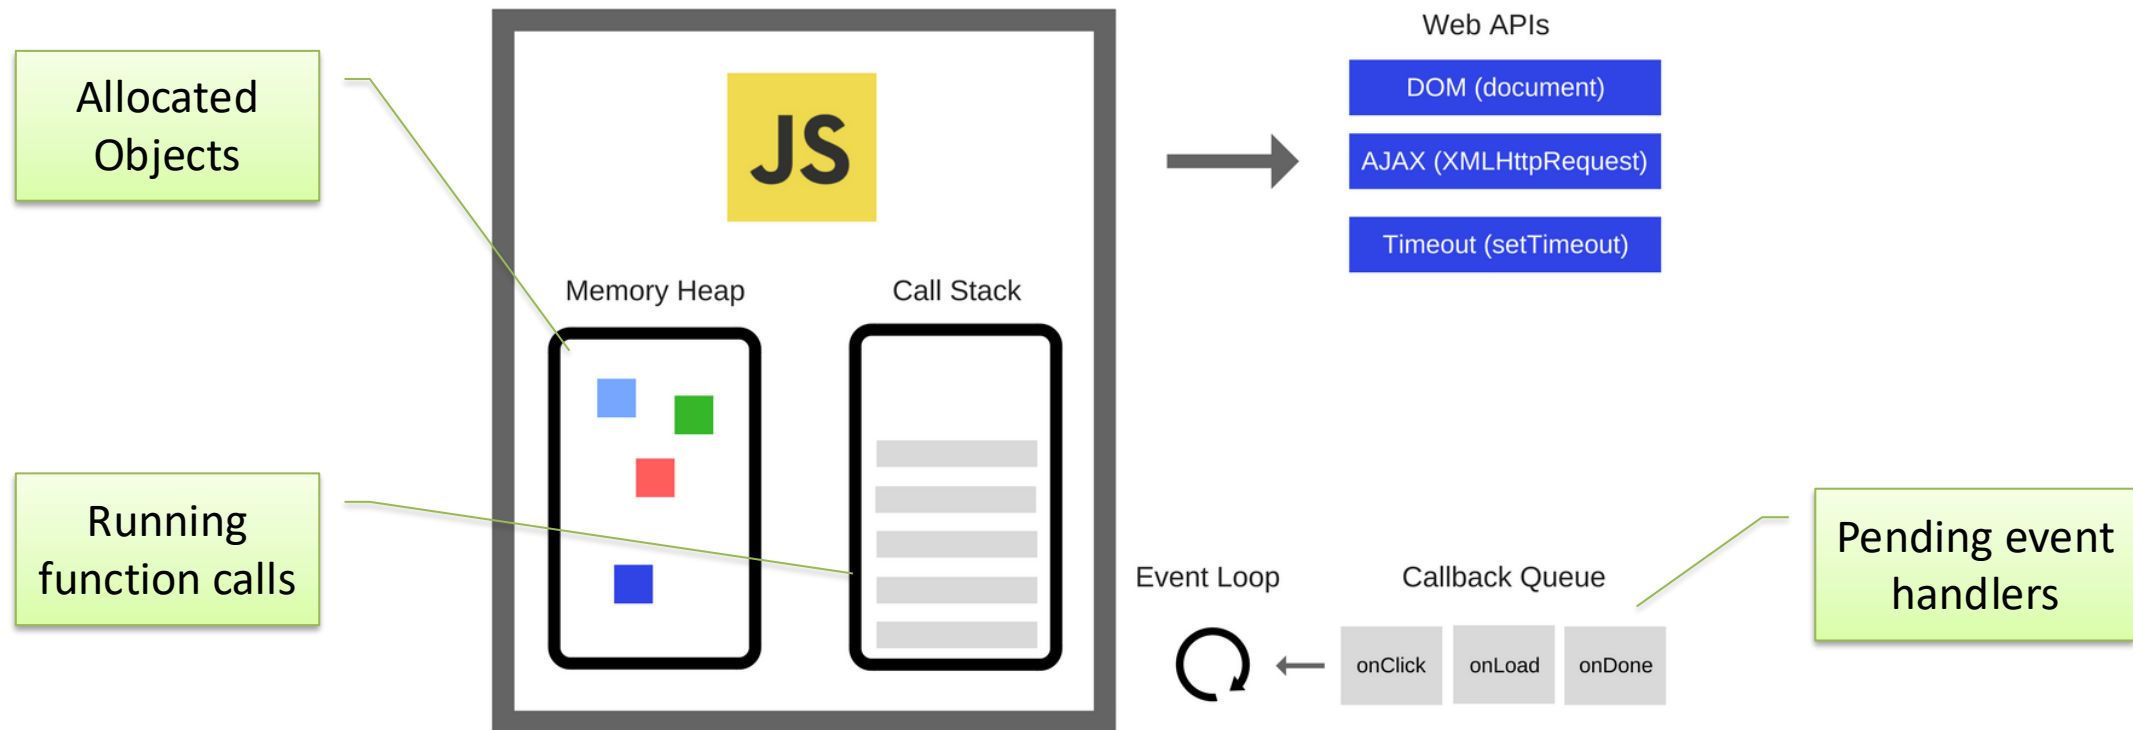 Allocated
Objects
Running
function calls
JS
Memory Heap
Call Stack
Web APIs
DOM (document)
AJAX (XMLHttpRequest)
Timeout (setTimeout)
Event Loop
Callback Queue
onClick
onLoad
onDone
Pending event
handlers